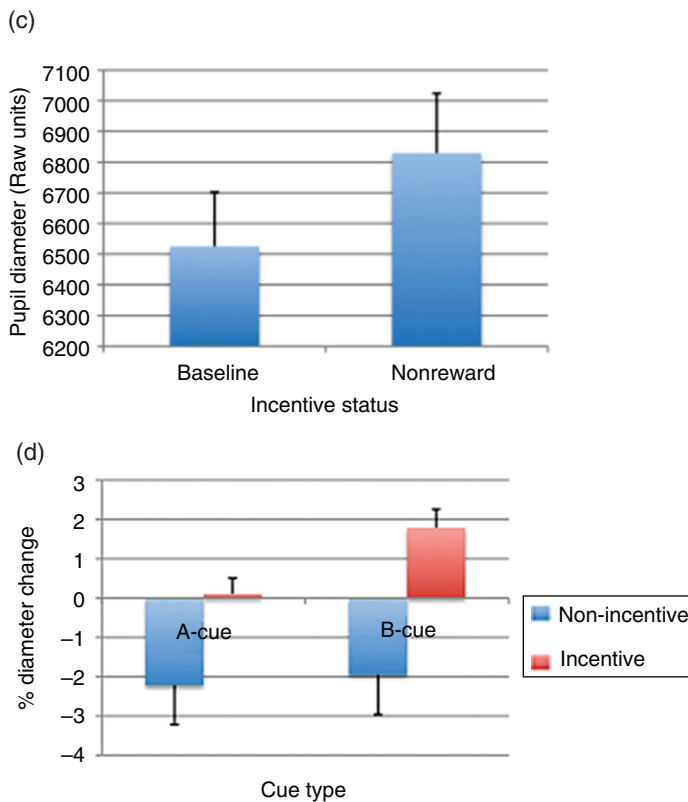 (c)
7100
7000
6900
6800
6700
6600
6500
6400
6300
6200
Pupil diameter (Raw units)
Baseline Nonreward
Incentive status
(d)
3
2
1
0
−1
−2
−3
−4
% diameter change
A-cue B-cue
Cue type
Non-incentive
Incentive